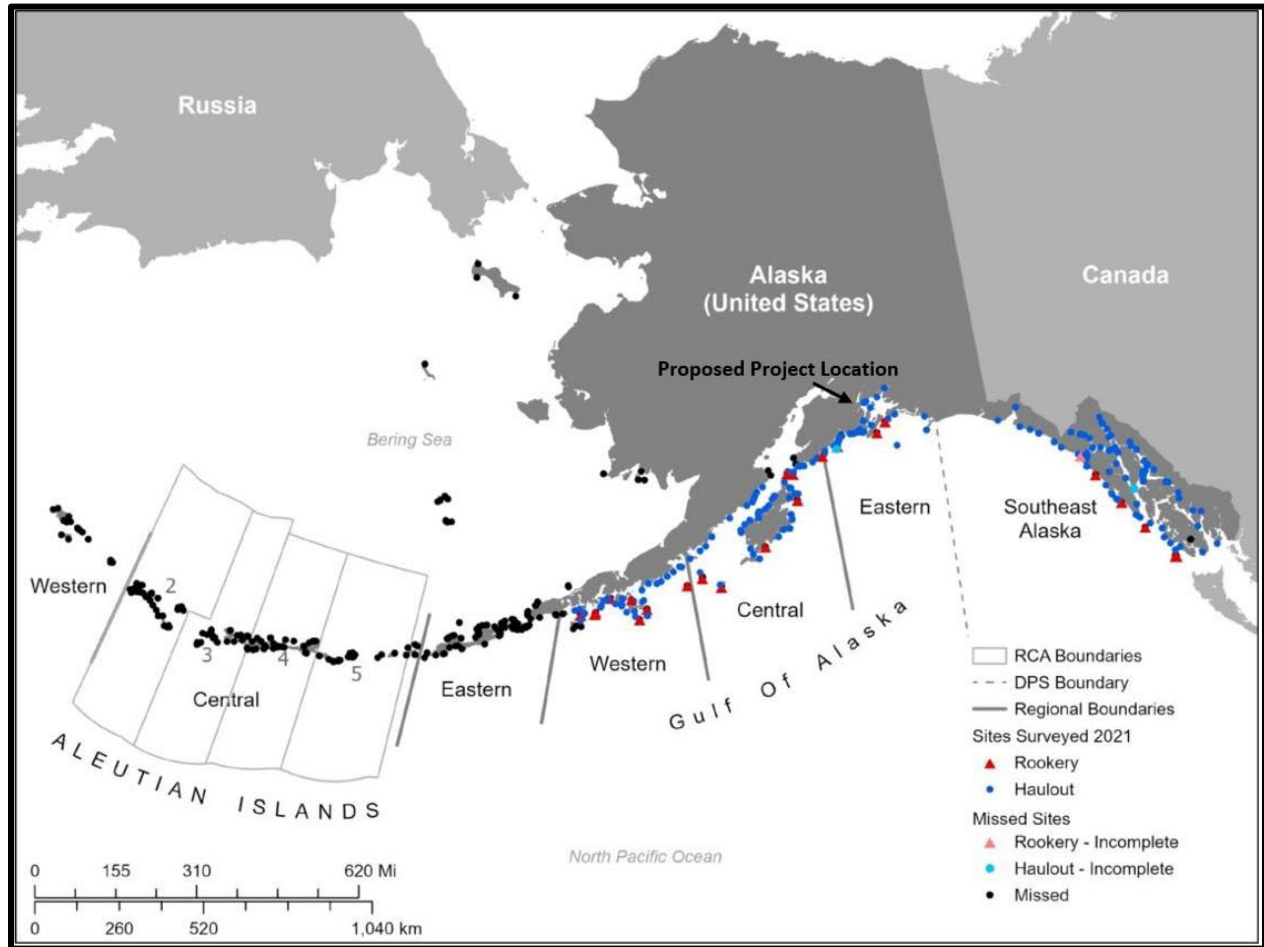 Russia
Alaska
(United States)
Canada
Proposed Project Location
Bering Sea
Western
2
3
4
5
Central
Eastern
Western
Central
Eastern
Southeast
Alaska
Gulf Of Alaska
ALEUTIAN ISLANDS
North Pacific Ocean
RCA Boundaries
DPS Boundary
Regional Boundaries
Sites Surveyed 2021
Rookery
Haulout
Missed Sites
Rookery - Incomplete
Haulout - Incomplete
Missed
0 155 310 620 Mi
0 260 520 1,040 km